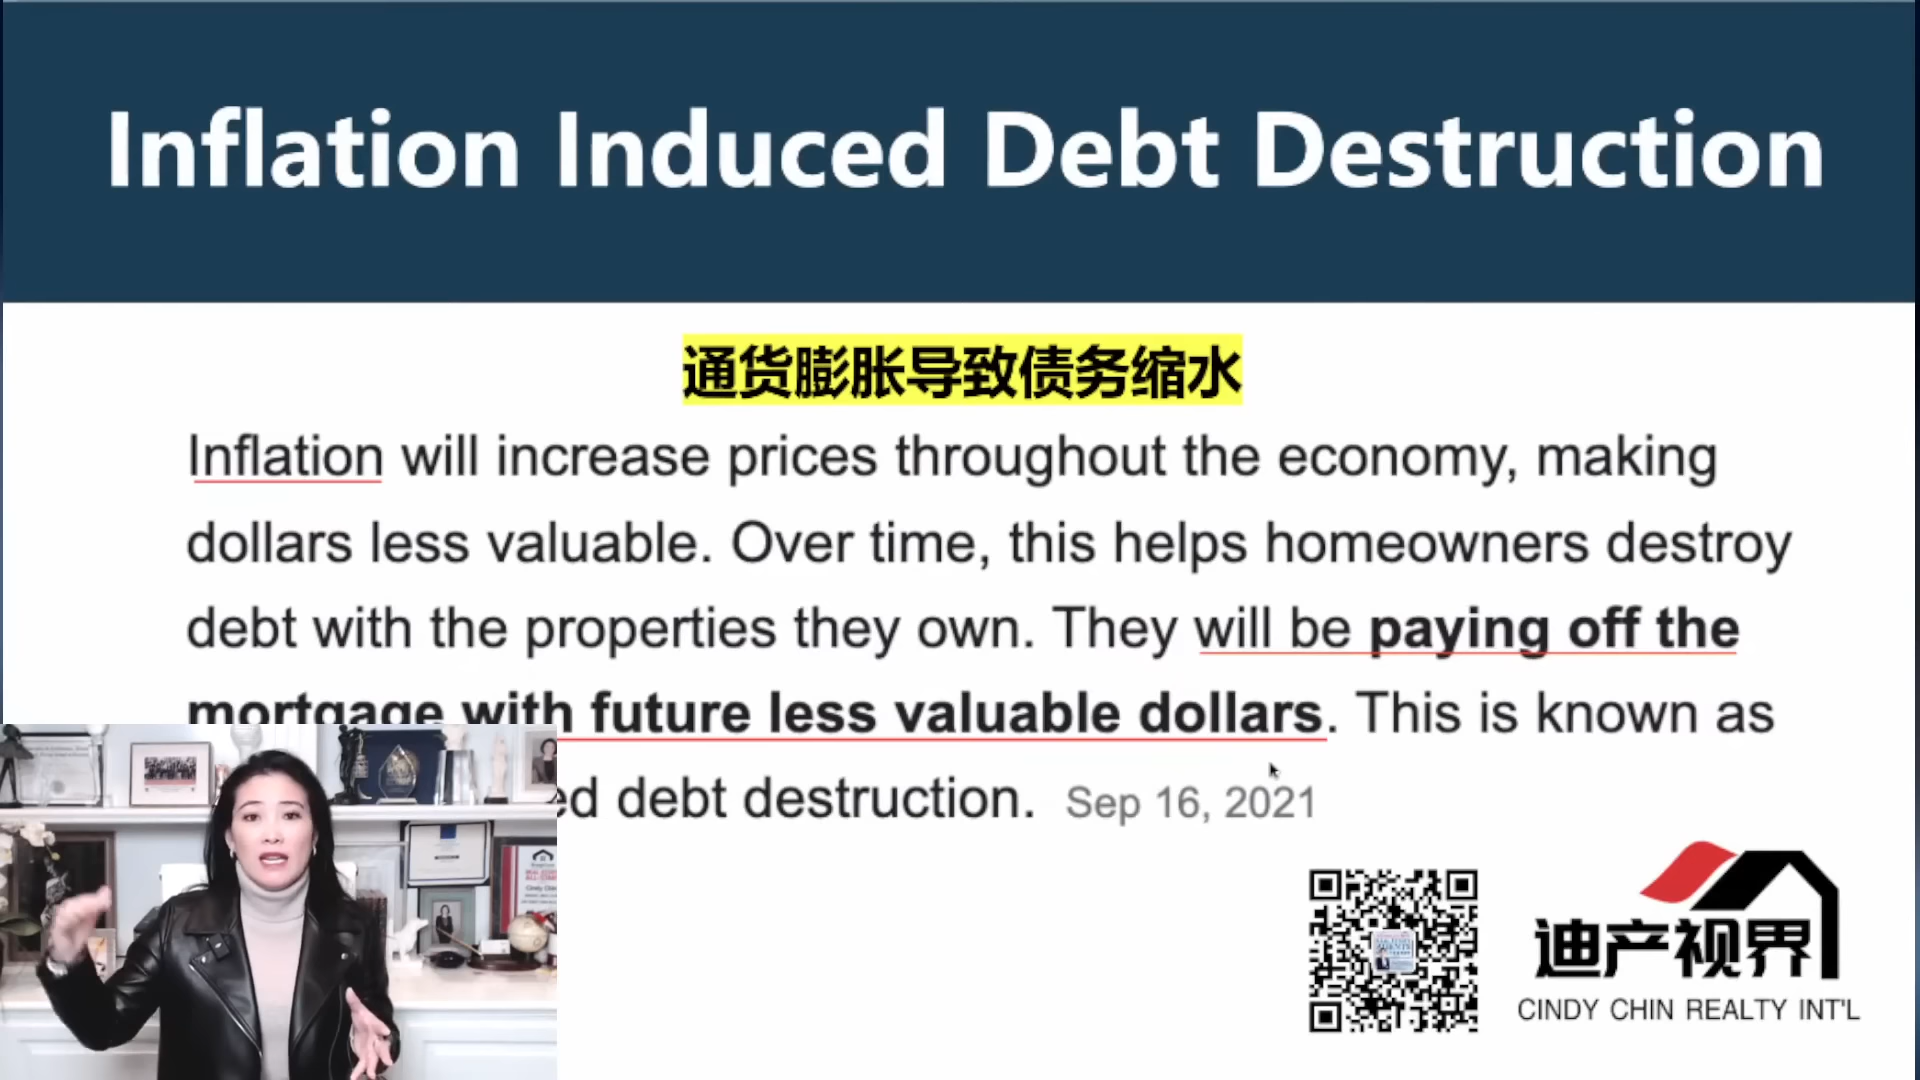 Inflation Induced Debt Destruction
通货膨胀导致债务缩水
Inflation will increase prices throughout the economy, making
dollars less valuable. Over time, this helps homeowners destroy
debt with the properties they own. They will be paying off the
mortgage with future less valuable dollars. This is known as
ed debt destruction. Sep 16, 2021
迪产视界
CINDY CHIN REALTY INT'L